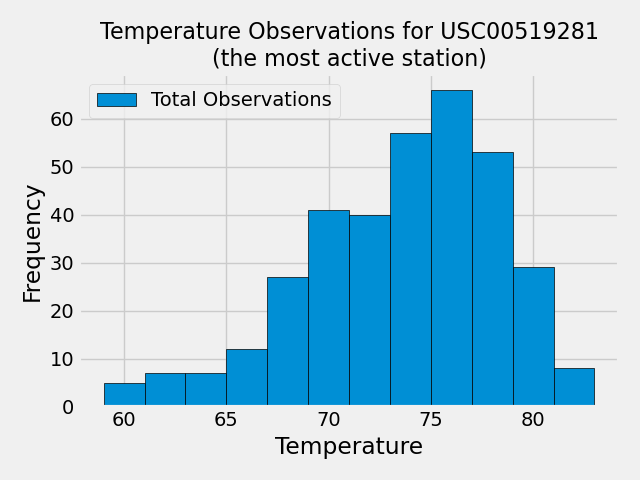 Temperature Observations for USC00519281
(the most active station)
Total Observations
Frequency
60
50
40
30
20
10
0
60 65 70 75 80
Temperature